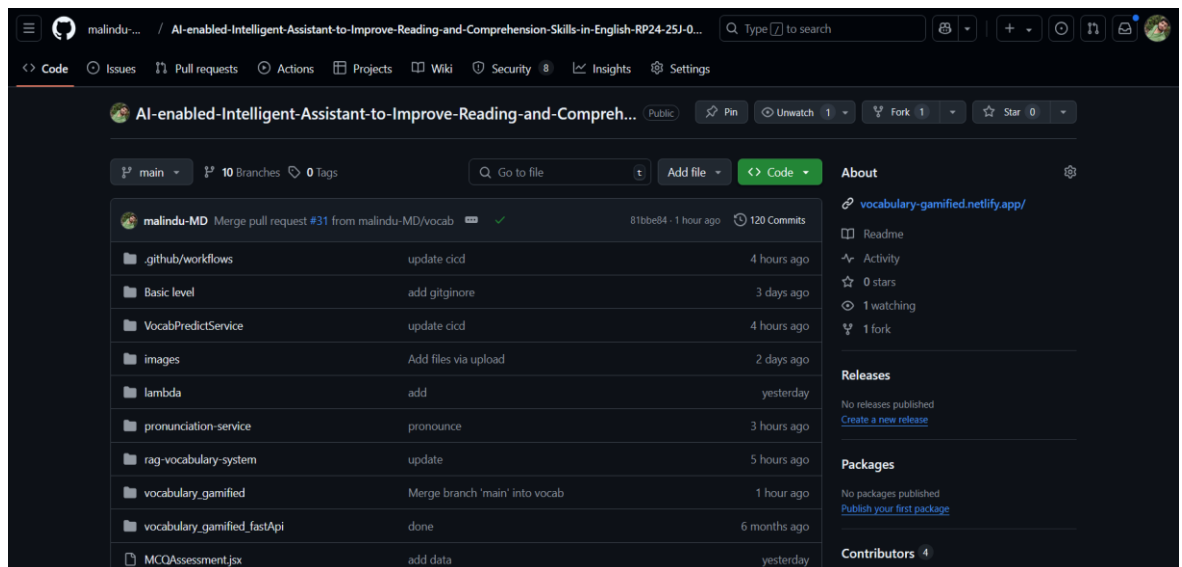 malindu-... / AI-enabled-Intelligent-Assistant-to-Improve-Reading-and-Comprehension-Skills-in-English-RP24-25J-0... Type / to search
Code Issues Pull requests Actions Projects Wiki Security 8 Insights Settings
AI-enabled-Intelligent-Assistant-to-Improve-Reading-and-Compreh... Public Pin Unwatch 1 Fork 1 Star 0
main 10 Branches 0 Tags Go to file t Add file Code
malindu-MD Merge pull request #31 from malindu-MD/vocab 81bbe84 · 1 hour ago 120 Commits
.github/workflows update cicd 4 hours ago
Basic level add gitginore 3 days ago
VocabPredictService update cicd 4 hours ago
images Add files via upload 2 days ago
lambda add yesterday
pronunciation-service pronounce 3 hours ago
rag-vocabulary-system update 5 hours ago
vocabulary_gamified Merge branch 'main' into vocab 1 hour ago
vocabulary_gamified_fastApi done 6 months ago
MCQAssessment.jsx add data yesterday
About
vocabulary-gamified.netlify.app/
Readme
Activity
0 stars
1 watching
1 fork
Releases
No releases published
Create a new release
Packages
No packages published
Publish your first package
Contributors 4